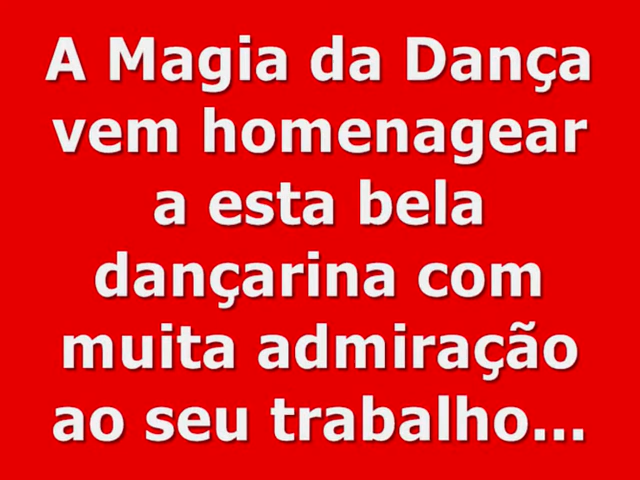 A Magia da Dança
vem homenagear
a esta bela
dançarina com
muita admiração
ao seu trabalho...